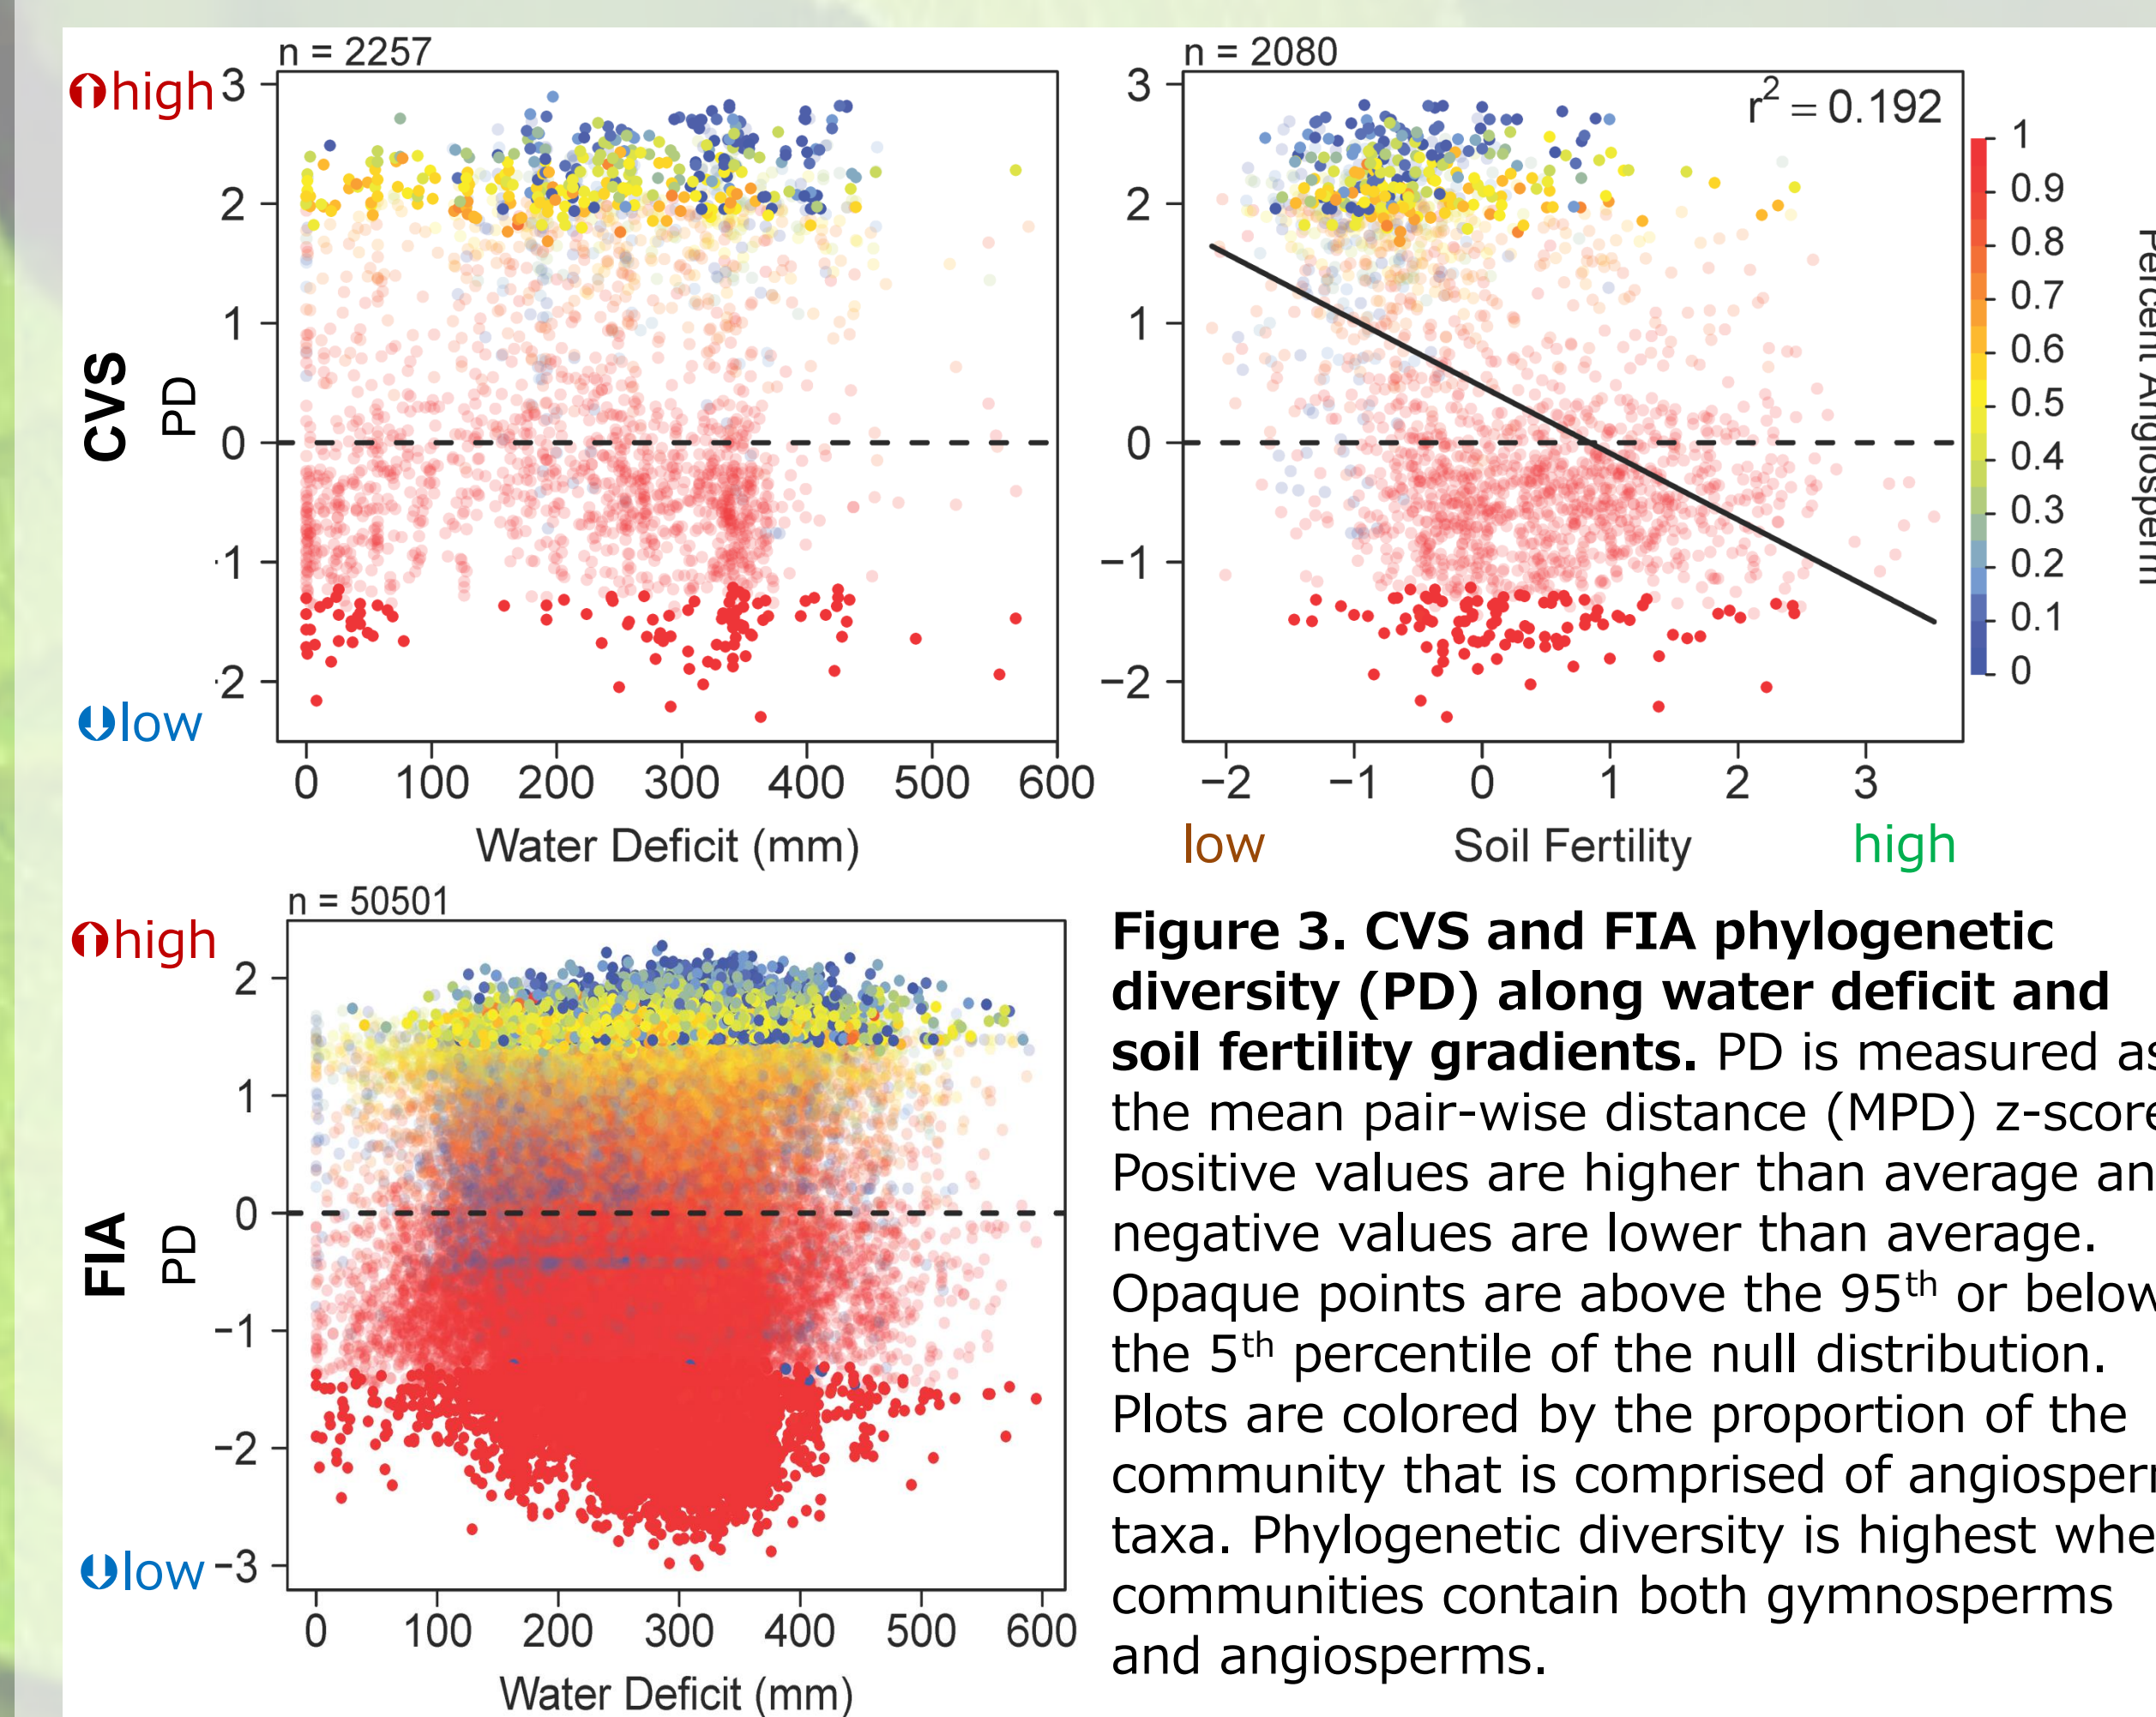 n = 2257
high
3
2
1
0
-1
-2
low
CVS
PD
0 100 200 300 400 500 600
Water Deficit (mm)
n = 2080
r² = 0.192
3
2
1
0
−1
−2
−2 −1 0 1 2 3
low Soil Fertility high
1
0.9
0.8
0.7
0.6
0.5
0.4
0.3
0.2
0.1
0
Percent Angiosperm
n = 50501
high
2
1
0
−1
−2
−3
low
FIA
PD
0 100 200 300 400 500 600
Water Deficit (mm)
Figure 3. CVS and FIA phylogenetic
diversity (PD) along water deficit and
soil fertility gradients. PD is measured as
the mean pair-wise distance (MPD) z-score
Positive values are higher than average an
negative values are lower than average.
Opaque points are above the 95th or below
the 5th percentile of the null distribution.
Plots are colored by the proportion of the
community that is comprised of angiosperm
taxa. Phylogenetic diversity is highest whe
communities contain both gymnosperms
and angiosperms.